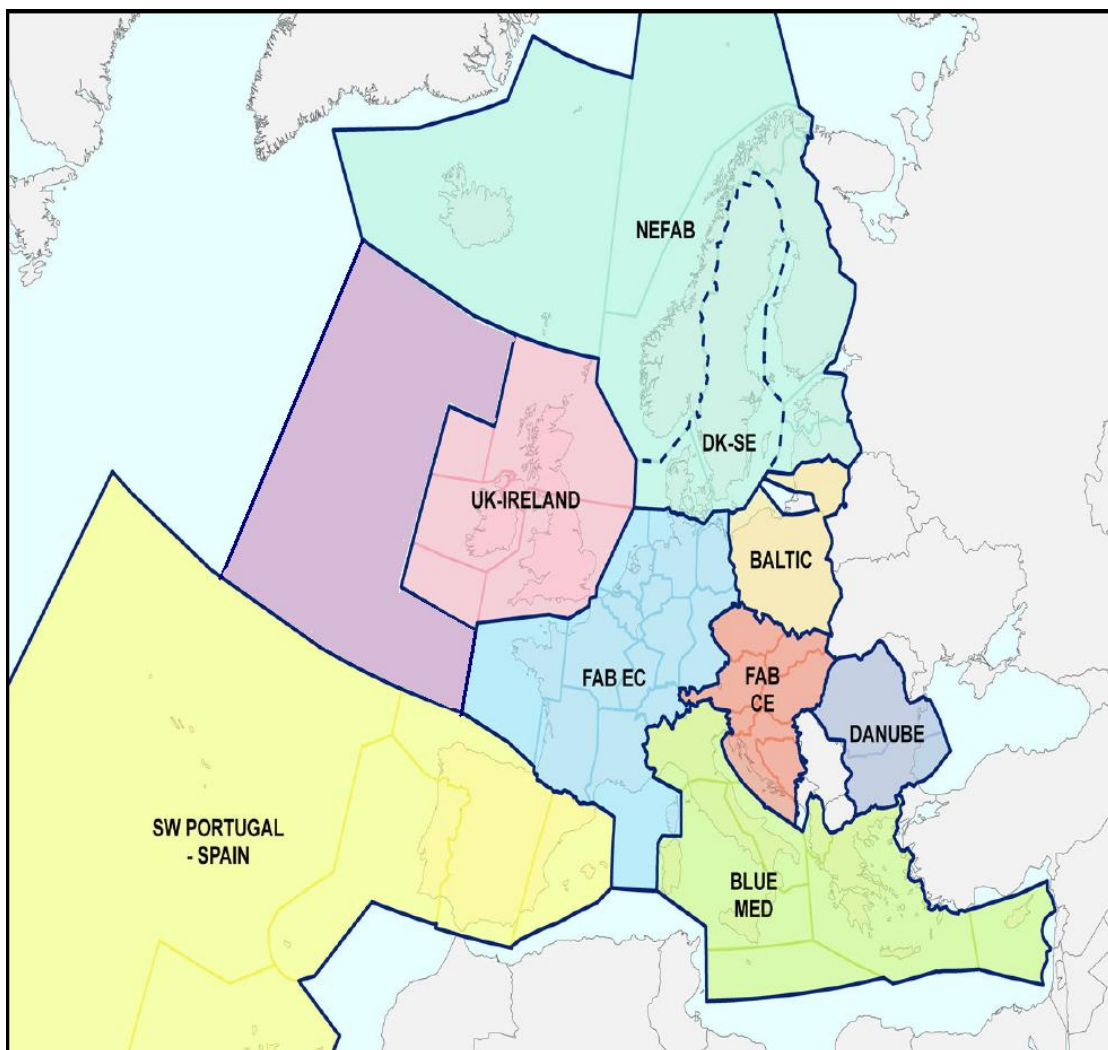 NEFAB
DK-SE
UK-IRELAND
BALTIC
FAB EC
FAB
CE
DANUBE
SW PORTUGAL
- SPAIN
BLUE
MED